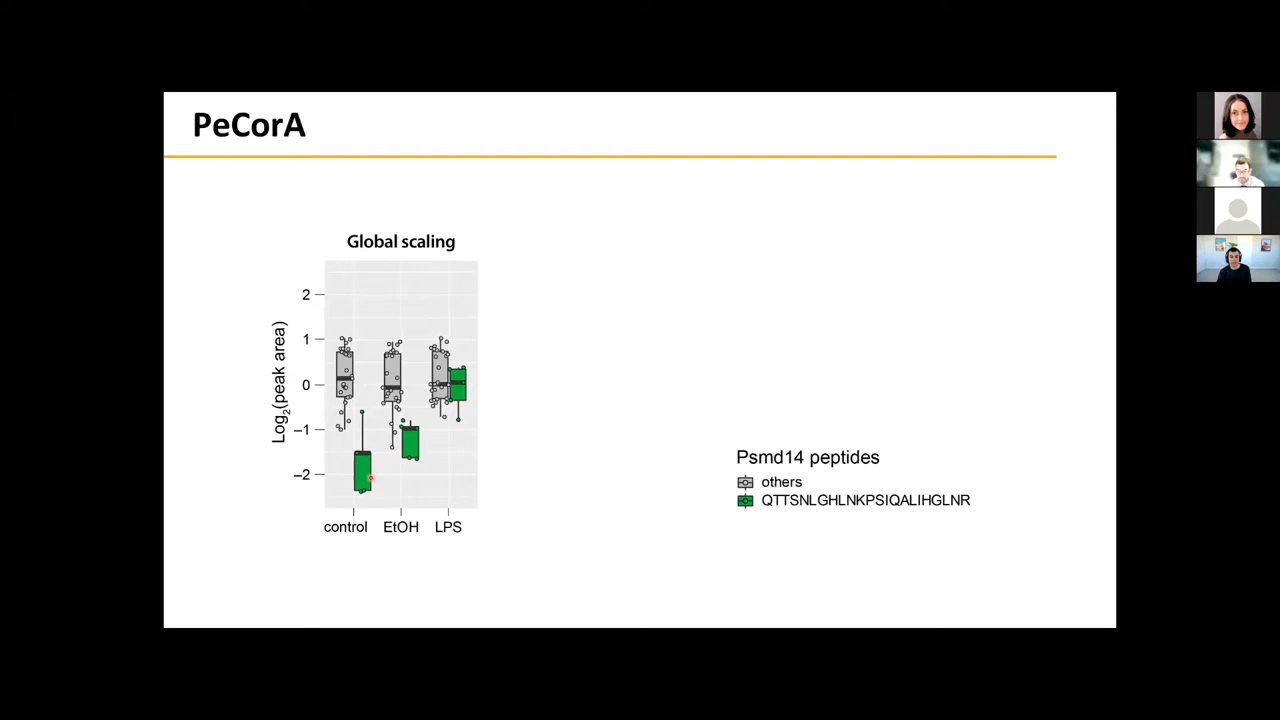 PeCorA
Global scaling
Log2(peak area)
2
1
0
–1
–2
control EtOH LPS
Psmd14 peptides
others
QTTSNLGHLNKPSIQALIHGLNR